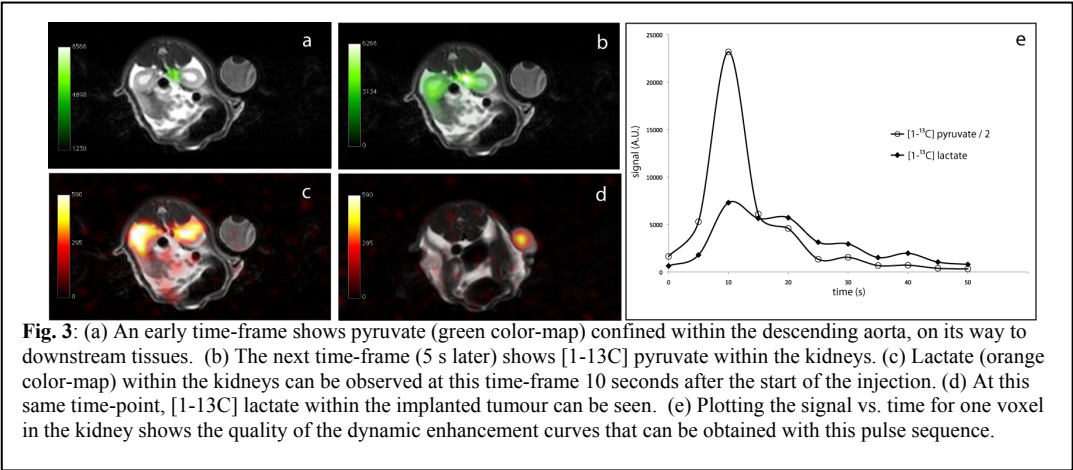 a
8566
4898
1230
b
6268
3134
0
c
590
295
0
d
590
295
0
e
25000
20000
15000
10000
5000
0
signal (A.U.)
[1-¹³C] pyruvate / 2
[1-¹³C] lactate
0 10 20 30 40 50
time (s)
Fig. 3: (a) An early time-frame shows pyruvate (green color-map) confined within the descending aorta, on its way to
downstream tissues. (b) The next time-frame (5 s later) shows [1-13C] pyruvate within the kidneys. (c) Lactate (orange
color-map) within the kidneys can be observed at this time-frame 10 seconds after the start of the injection. (d) At this
same time-point, [1-13C] lactate within the implanted tumour can be seen. (e) Plotting the signal vs. time for one voxel
in the kidney shows the quality of the dynamic enhancement curves that can be obtained with this pulse sequence.